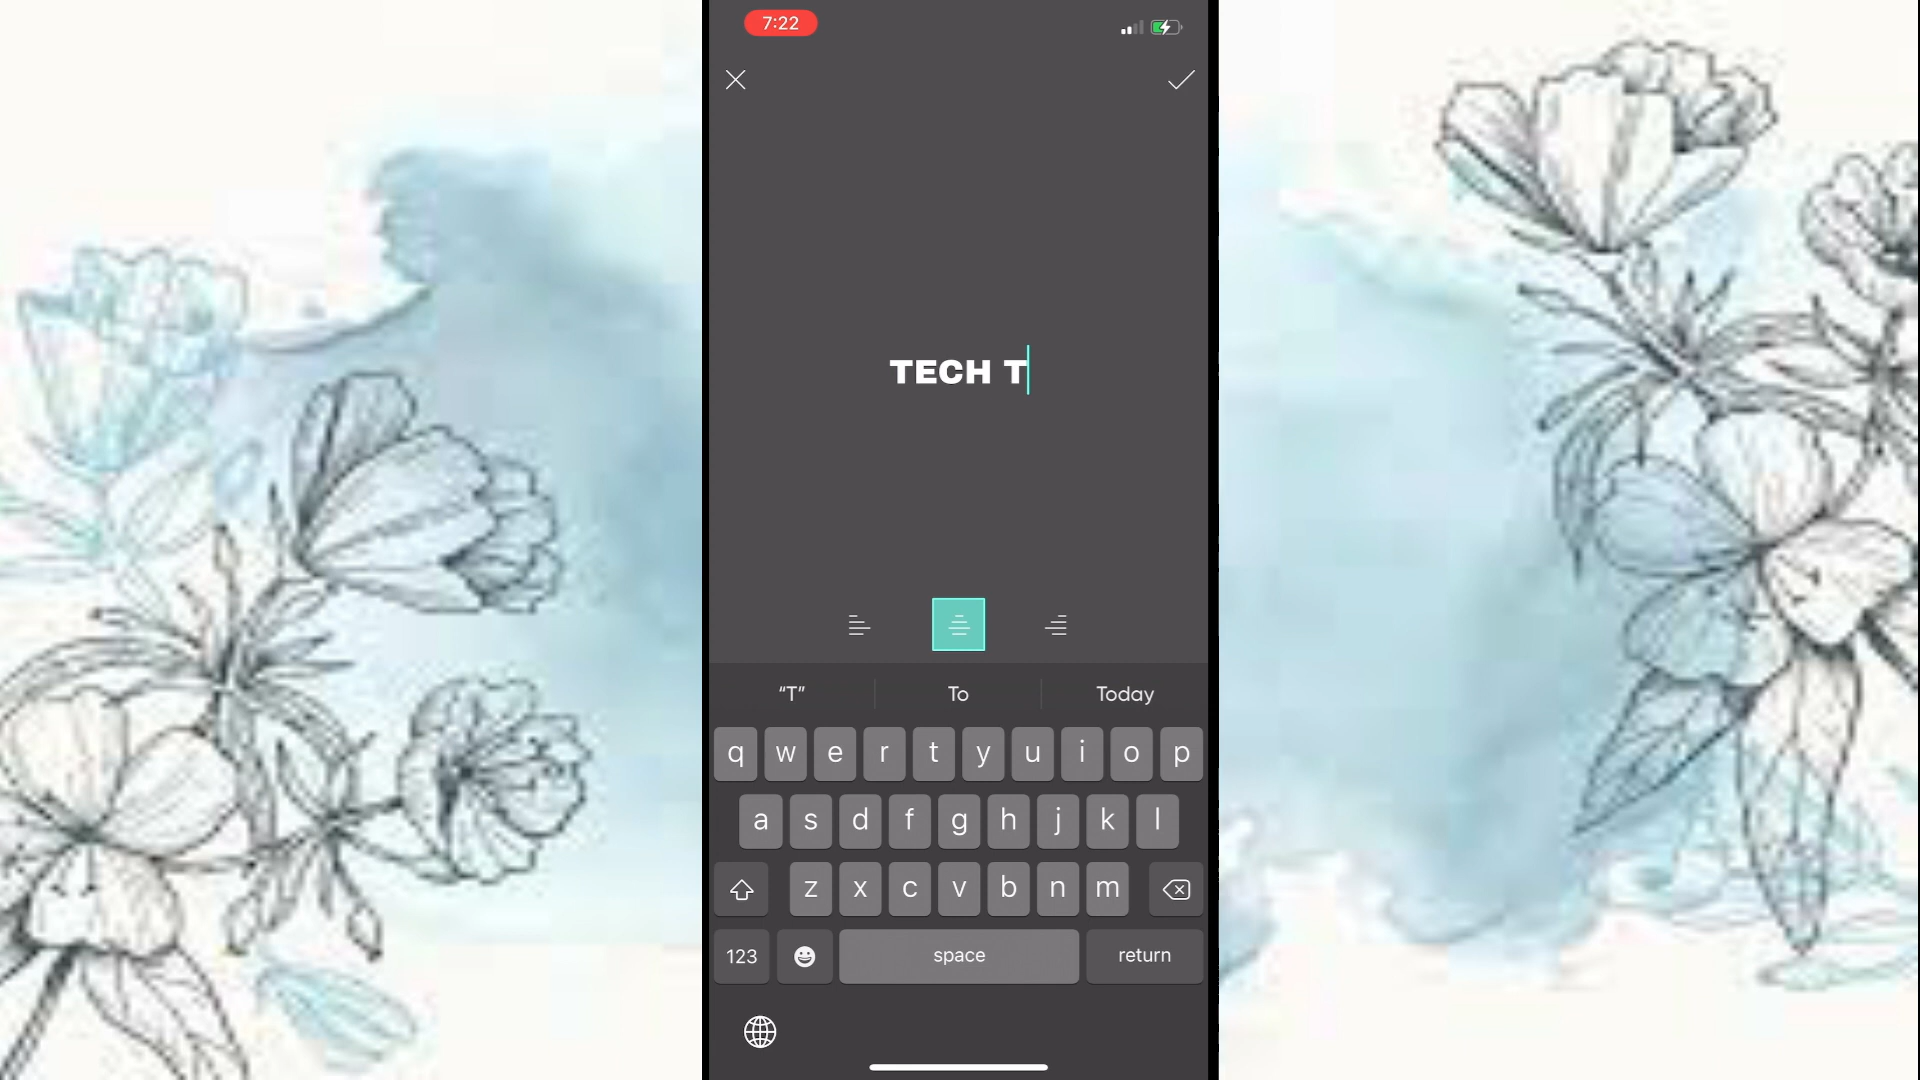 7:22
TECH T
“T” To Today
q w e r t y u i o p
a s d f g h j k l
z x c v b n m
123 space return